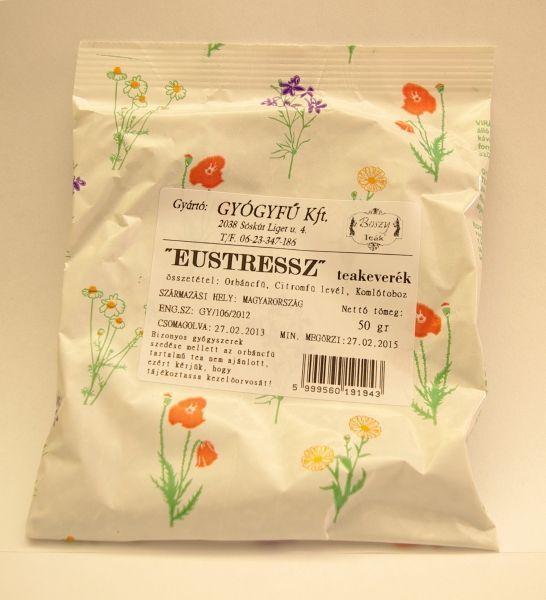 Gyártó: GYÓGYFŰ Kft.
2038 Sóskút Liget u. 4.
T/F. 06-23-347-186
Boszy
Teák
"EUSTRESSZ" teakeverék
összetétel: Orbáncfű, Citromfű levél, Komlótoboz
SZÁRMAZÁSI HELY: MAGYARORSZÁG
Nettó tömeg:
ENG.SZ: GY/106/2012
50 gr
CSOMAGOLVA: 27.02.2013
MIN. MEGŐRZI: 27.02.2015
Bizonyos gyógyszerek
szedése mellett az orbáncfű
tartalmú tea nem ajánlott,
ezért kérjük, hogy
tájékoztassa kezelőorvosát!
5 999560 191943